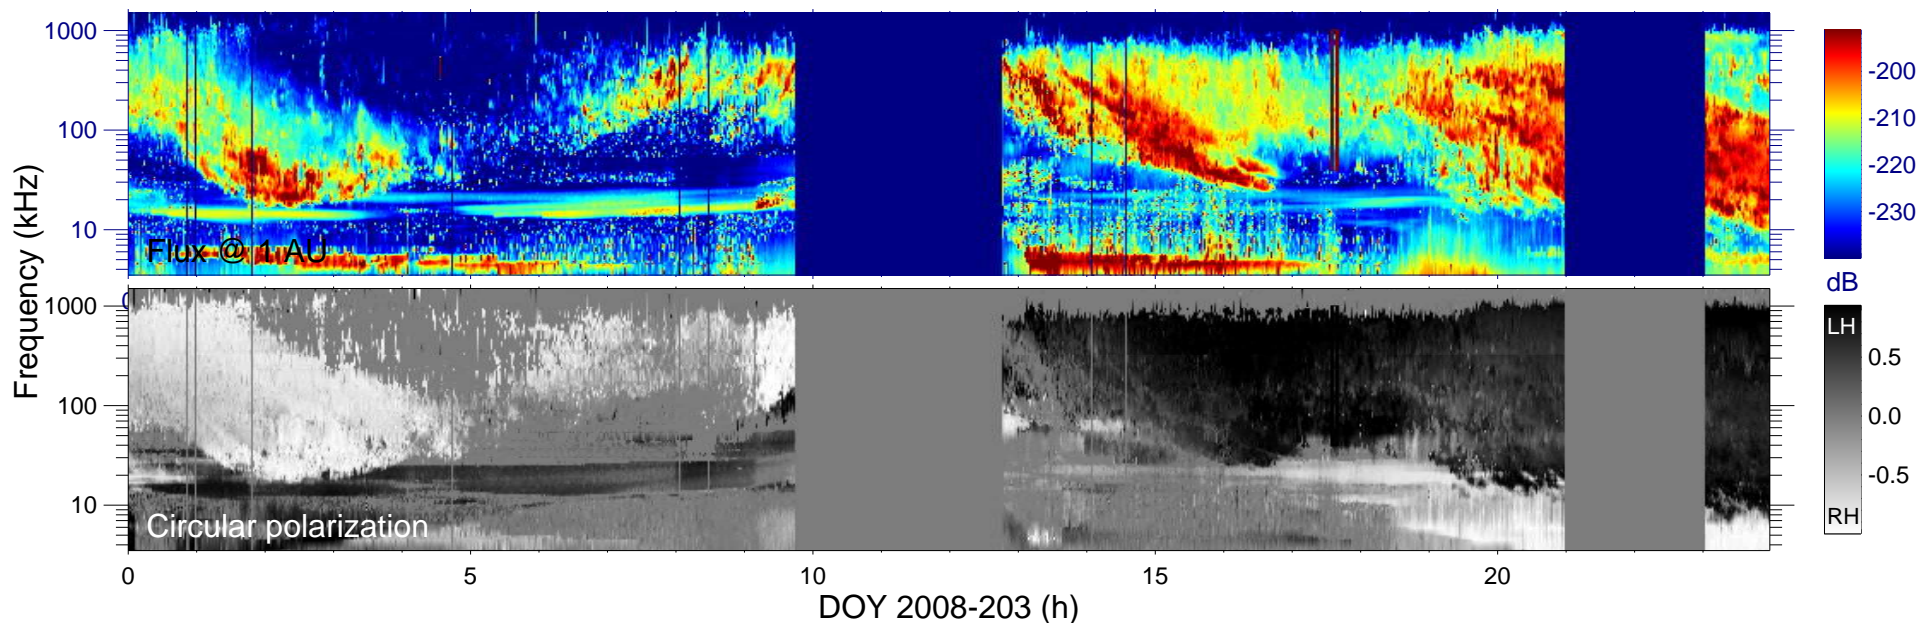 1000
100
10
Flux @ 1 AU
-200
-210
-220
-230
dB
Frequency (kHz)
1000
100
10
Circular polarization
LH
0.5
0.0
-0.5
RH
0 5 10 15 20
DOY 2008-203 (h)